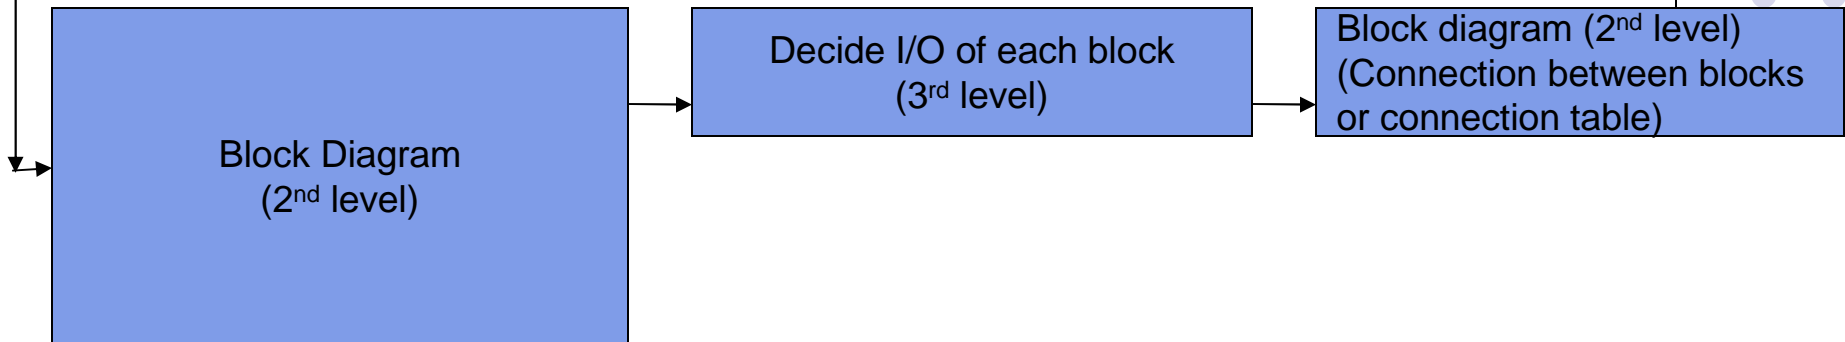 Block Diagram
(2nd level)
Decide I/O of each block
(3rd level)
Block diagram (2nd level)
(Connection between blocks
or connection table)